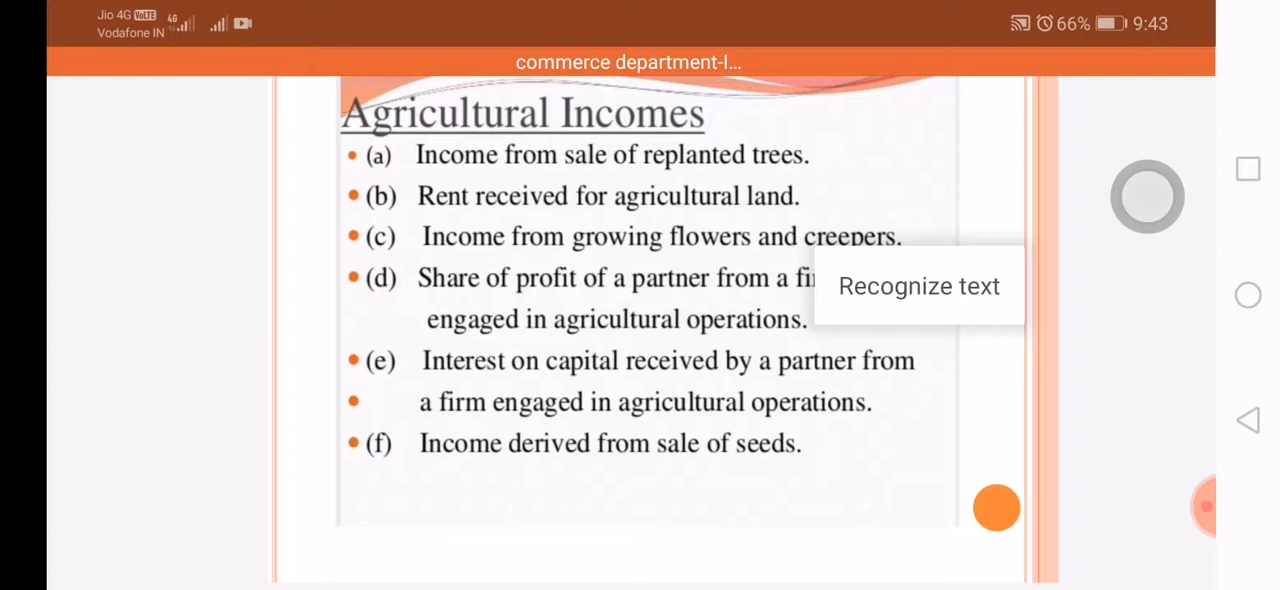 Jio 4G VoLTE 4G
Vodafone IN
66% 9:43
commerce department-l...
Agricultural Incomes
• (a) Income from sale of replanted trees.
• (b) Rent received for agricultural land.
• (c) Income from growing flowers and creepers.
• (d) Share of profit of a partner from a
Recognize text
engaged in agricultural operations.
• (e) Interest on capital received by a partner from
• a firm engaged in agricultural operations.
• (f) Income derived from sale of seeds.